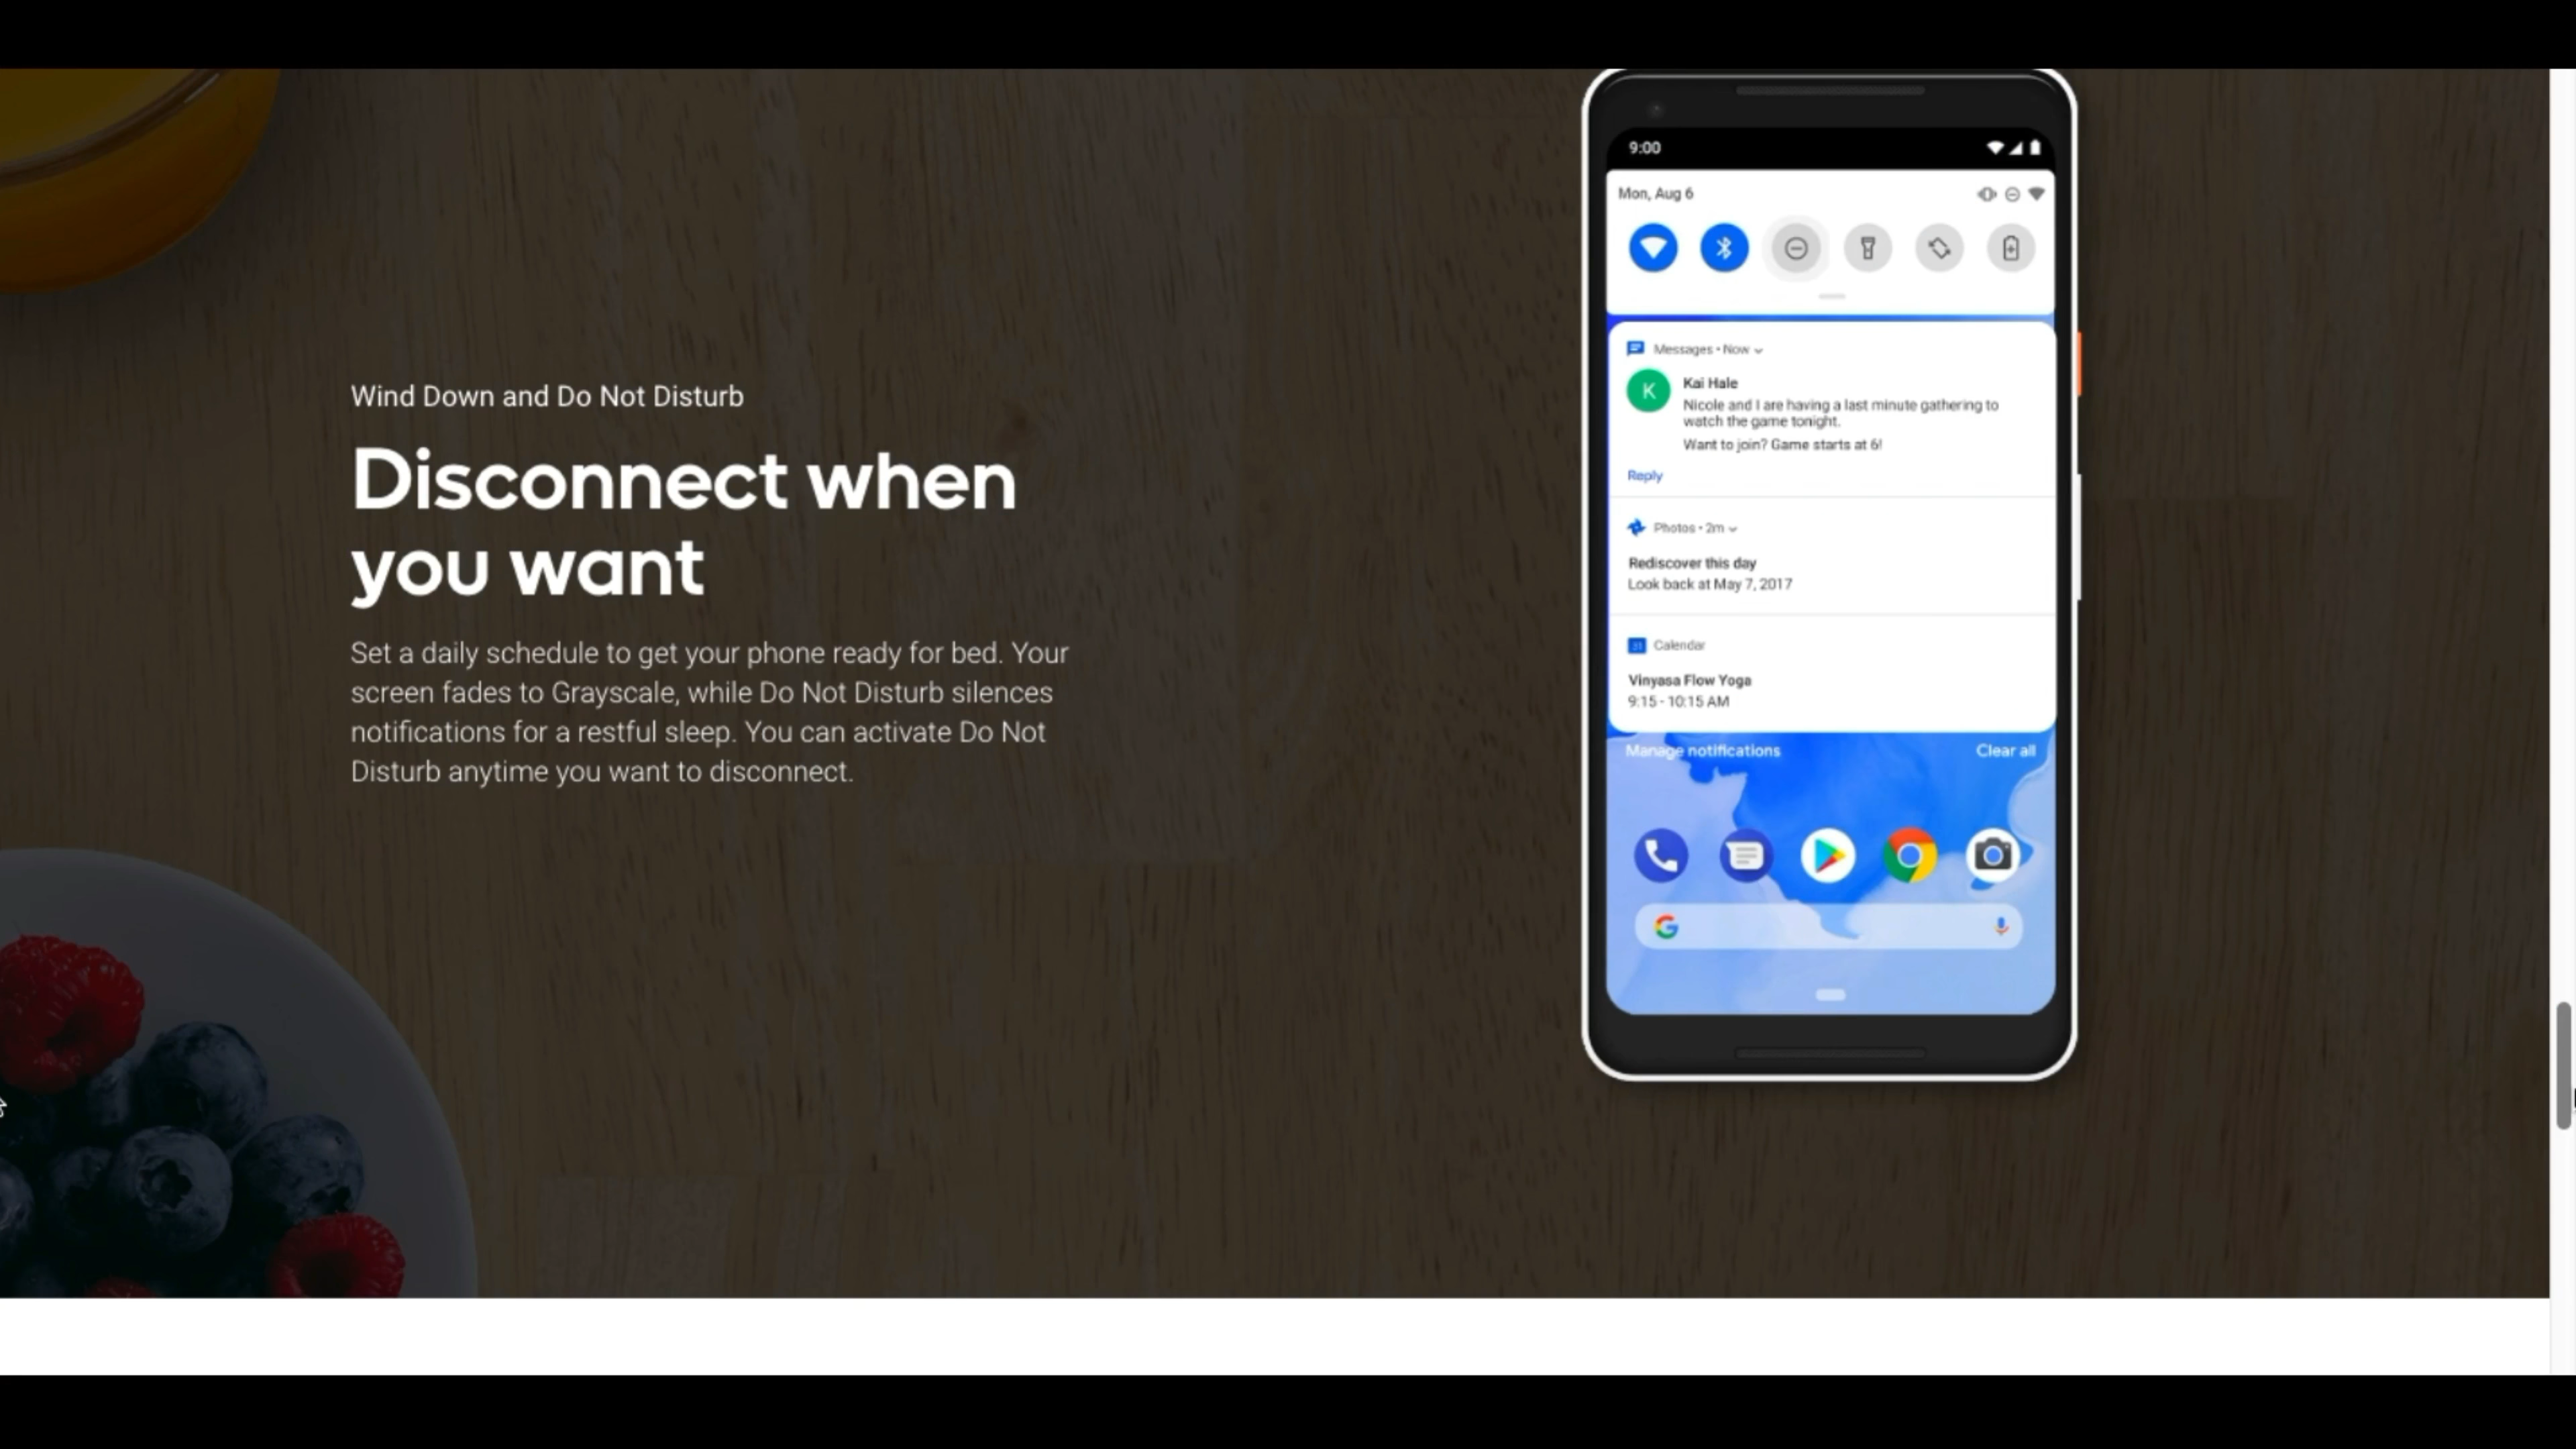 Wind Down and Do Not Disturb
Disconnect when
you want
Set a daily schedule to get your phone ready for bed. Your
screen fades to Grayscale, while Do Not Disturb silences
notifications for a restful sleep. You can activate Do Not
Disturb anytime you want to disconnect.
9:00
Mon, Aug 6
Messages • Now
K
Kai Hale
Nicole and I are having a last minute gathering to
watch the game tonight.
Want to join? Game starts at 6!
Reply
Photos • 2m
Rediscover this day
Look back at May 7, 2017
31 Calendar
Vinyasa Flow Yoga
9:15 - 10:15 AM
Manage notifications Clear all
G